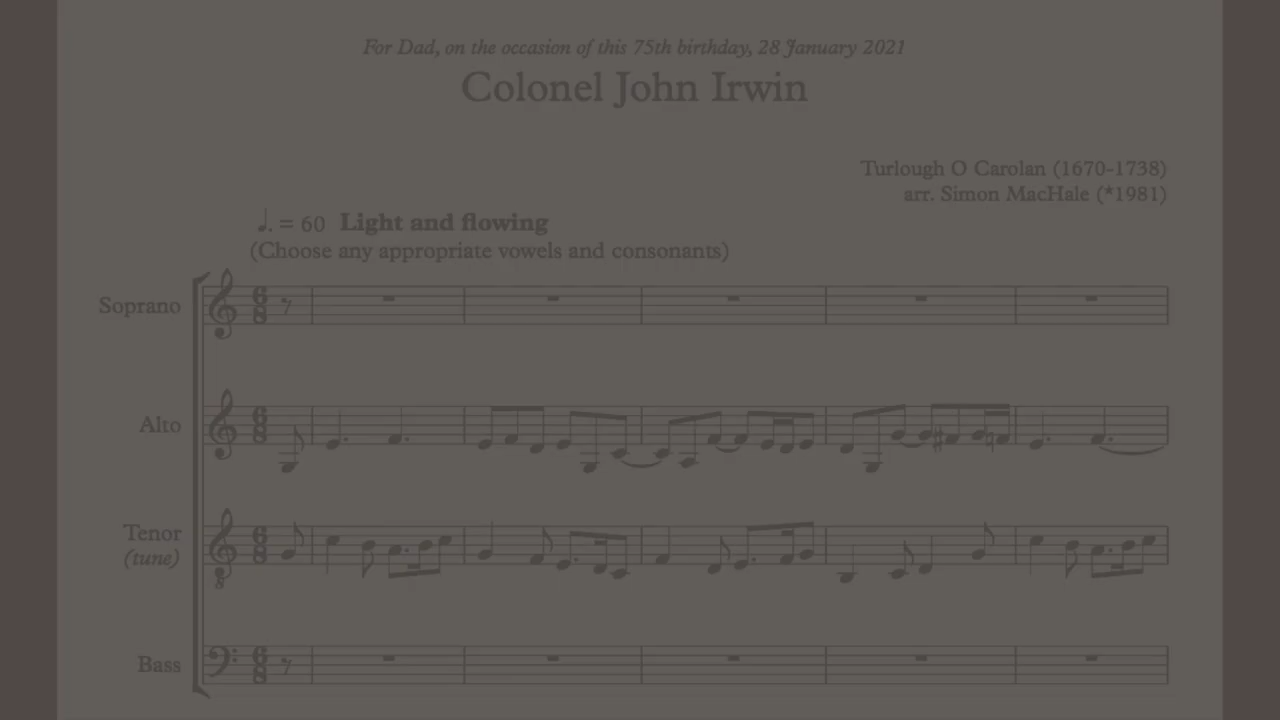 For Dad, on the occasion of this 75th birthday, 28 January 2021
Colonel John Irwin
Turlough O Carolan (1670-1738)
arr. Simon MacHale (*1981)
♩. = 60 Light and flowing
(Choose any appropriate vowels and consonants)
Soprano
Alto
Tenor
(tune)
Bass